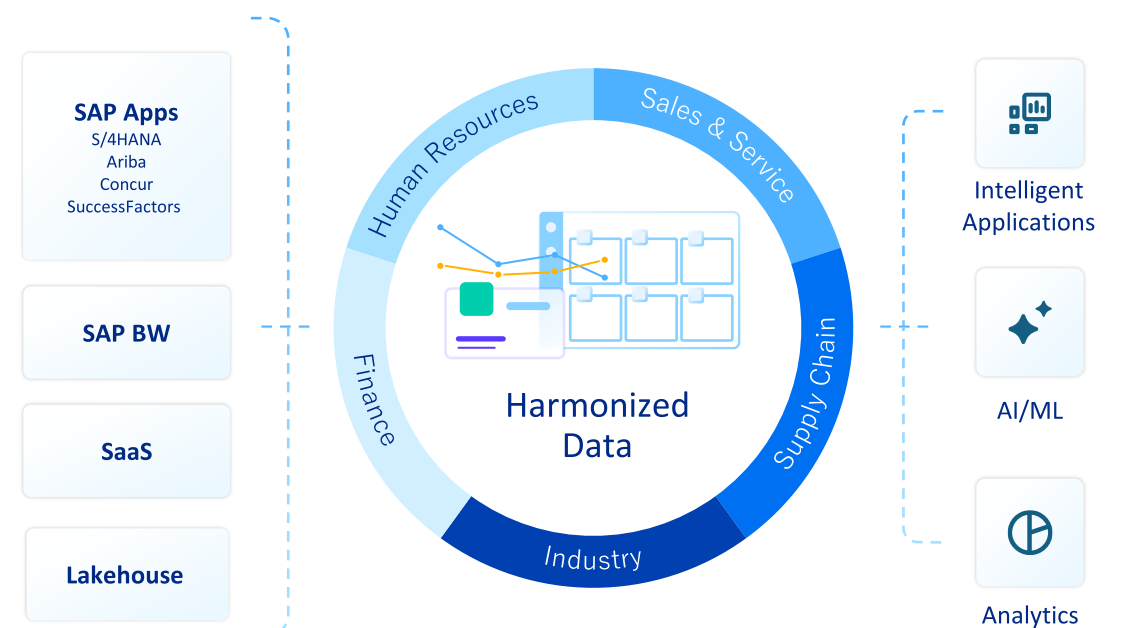 SAP Apps
S/4HANA
Ariba
Concur
SuccessFactors
SAP BW
SaaS
Lakehouse
Human Resources
Sales & Service
Supply Chain
Industry
Finance
Harmonized
Data
Intelligent
Applications
AI/ML
Analytics